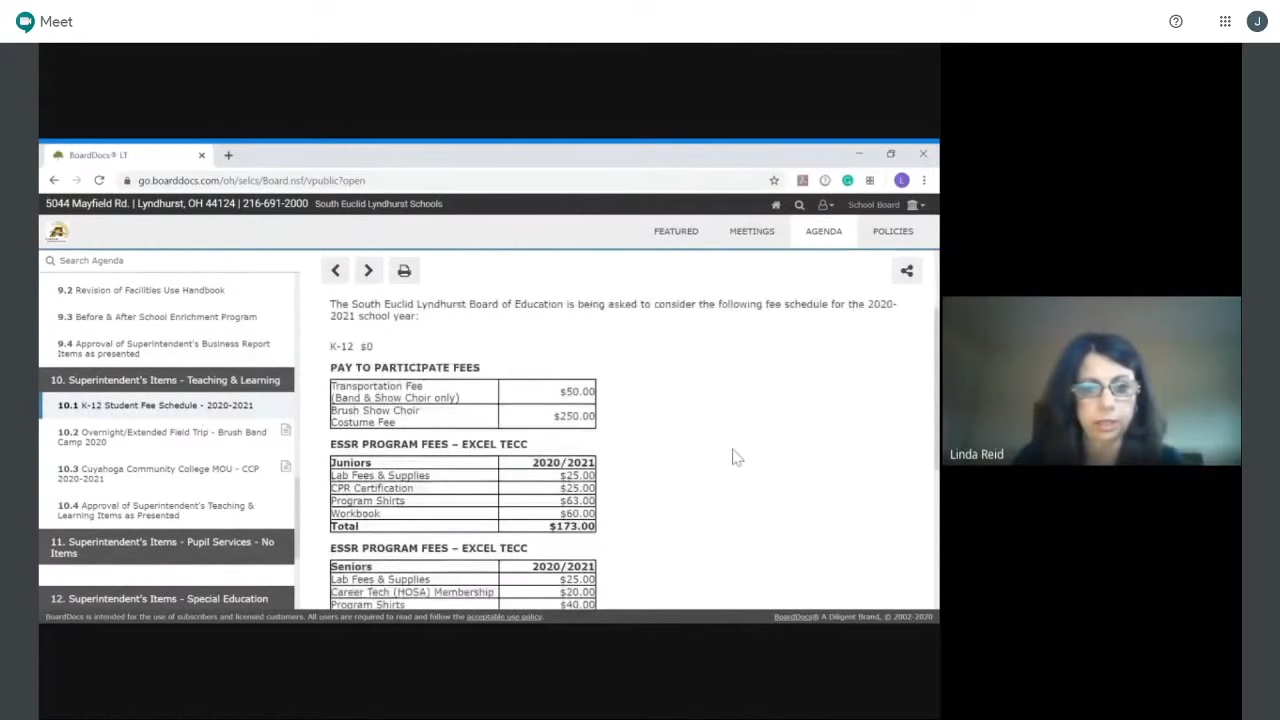 Meet
J
BoardDocs® LT
go.boarddocs.com/oh/selcs/Board.nsf/vpublic?open
L
5044 Mayfield Rd. | Lyndhurst, OH 44124 | 216-691-2000 South Euclid Lyndhurst Schools
School Board
FEATURED MEETINGS AGENDA POLICIES
Search Agenda
9.2 Revision of Facilities Use Handbook
9.3 Before & After School Enrichment Program
9.4 Approval of Superintendent's Business Report
Items as presented
10. Superintendent's Items - Teaching & Learning
10.1 K-12 Student Fee Schedule - 2020-2021
10.2 Overnight/Extended Field Trip - Brush Band
Camp 2020
10.3 Cuyahoga Community College MOU - CCP
2020-2021
10.4 Approval of Superintendent's Teaching &
Learning Items as Presented
11. Superintendent's Items - Pupil Services - No
Items
12. Superintendent's Items - Special Education
The South Euclid Lyndhurst Board of Education is being asked to consider the following fee schedule for the 2020-
2021 school year:
K-12 $0
PAY TO PARTICIPATE FEES
Transportation Fee
(Band & Show Choir only) $50.00
Brush Show Choir
Costume Fee $250.00
ESSR PROGRAM FEES – EXCEL TECC
Juniors 2020/2021
Lab Fees & Supplies $25.00
CPR Certification $25.00
Program Shirts $63.00
Workbook $60.00
Total $173.00
ESSR PROGRAM FEES – EXCEL TECC
Seniors 2020/2021
Lab Fees & Supplies $25.00
Career Tech (HOSA) Membership $20.00
Program Shirts $40.00
BoardDocs is intended for the use of subscribers and licensed customers. All users are required to read and follow the acceptable use policy.
BoardDocs® A Diligent Brand, © 2002-2020
Linda Reid